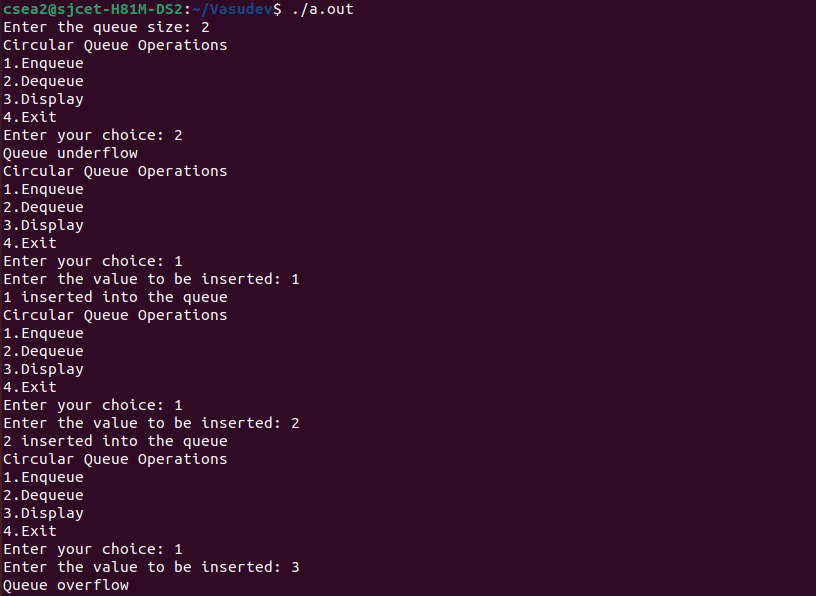 csea2@sjcet-H81M-DS2:~/Vasudev$ ./a.out
Enter the queue size: 2
Circular Queue Operations
1.Enqueue
2.Dequeue
3.Display
4.Exit
Enter your choice: 2
Queue underflow
Circular Queue Operations
1.Enqueue
2.Dequeue
3.Display
4.Exit
Enter your choice: 1
Enter the value to be inserted: 1
1 inserted into the queue
Circular Queue Operations
1.Enqueue
2.Dequeue
3.Display
4.Exit
Enter your choice: 1
Enter the value to be inserted: 2
2 inserted into the queue
Circular Queue Operations
1.Enqueue
2.Dequeue
3.Display
4.Exit
Enter your choice: 1
Enter the value to be inserted: 3
Queue overflow